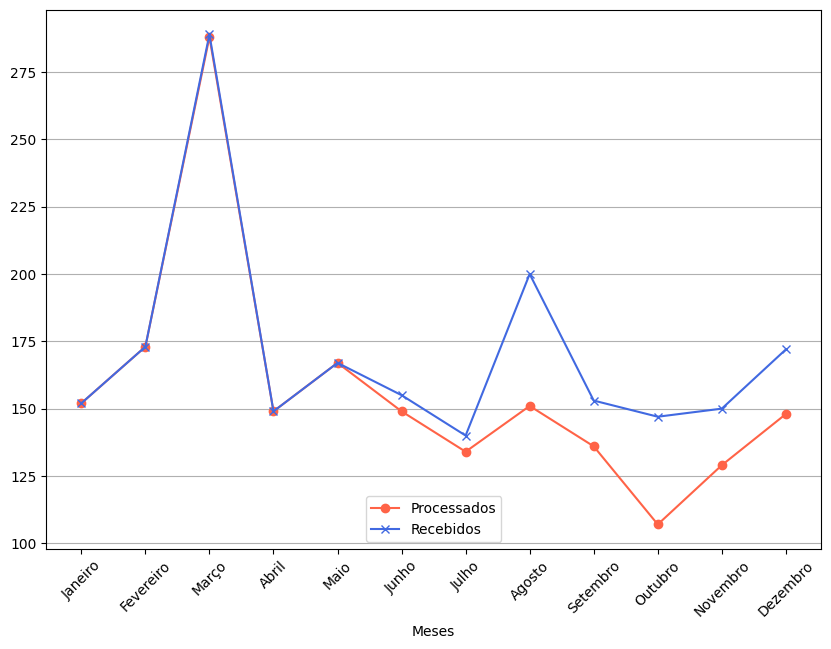 275
250
225
200
175
150
125
100
Processados
Recebidos
Janeiro
Fevereiro
Março
Abril
Maio
Junho
Julho
Agosto
Setembro
Outubro
Novembro
Dezembro
Meses